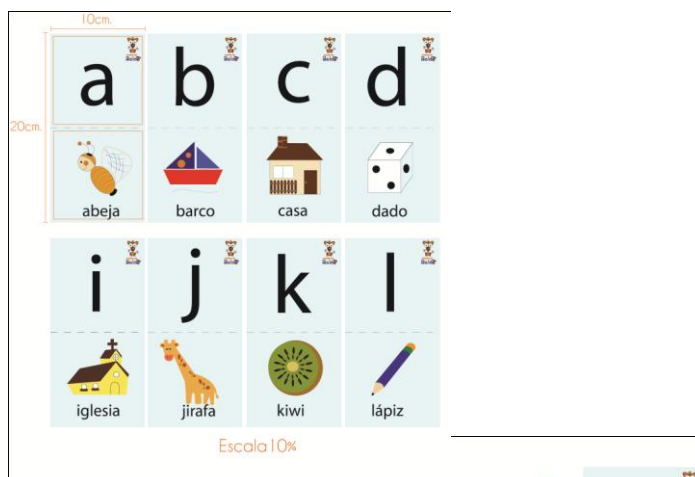 10cm.
a b c d
20cm.
abeja barco casa dado
i j k l
iglesia jirafa kiwi lápiz
Escala 10%